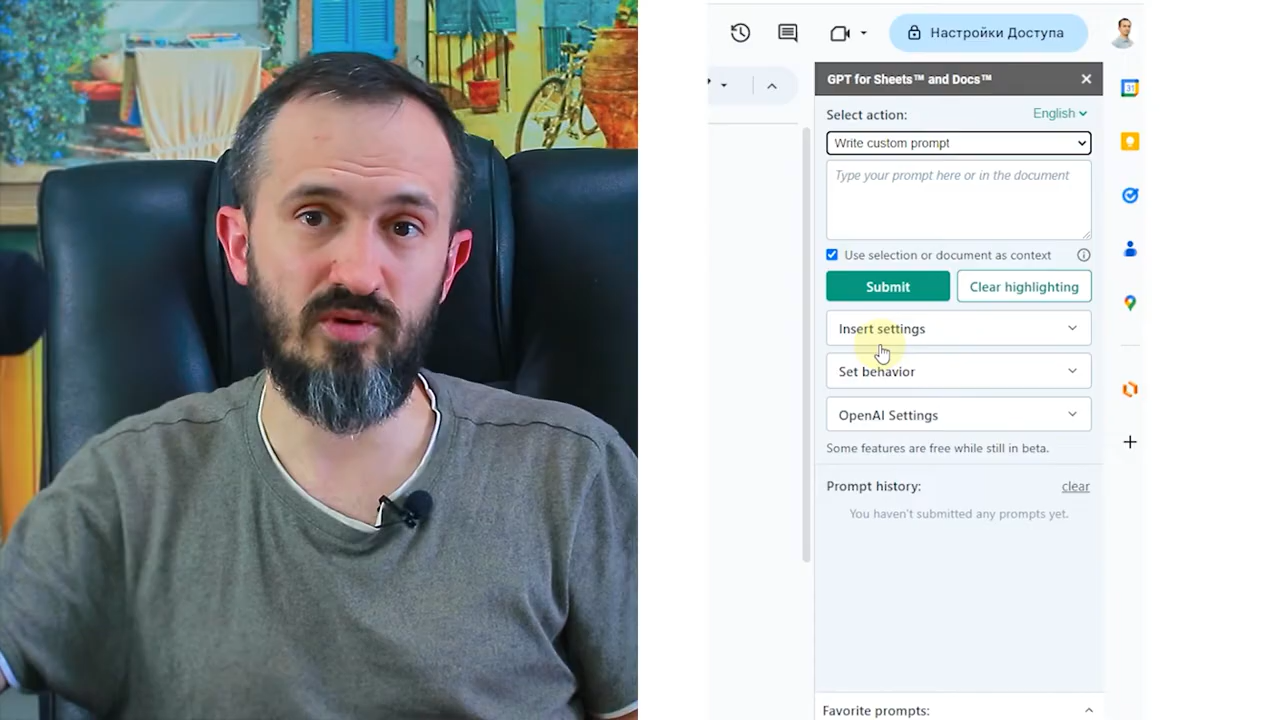 Настройки Доступа
GPT for Sheets™ and Docs™
31
Select action:
English
Write custom prompt
Type your prompt here or in the document
Use selection or document as context
Submit
Clear highlighting
Insert settings
Set behavior
OpenAI Settings
Some features are free while still in beta.
Prompt history:
clear
You haven't submitted any prompts yet.
Favorite prompts: